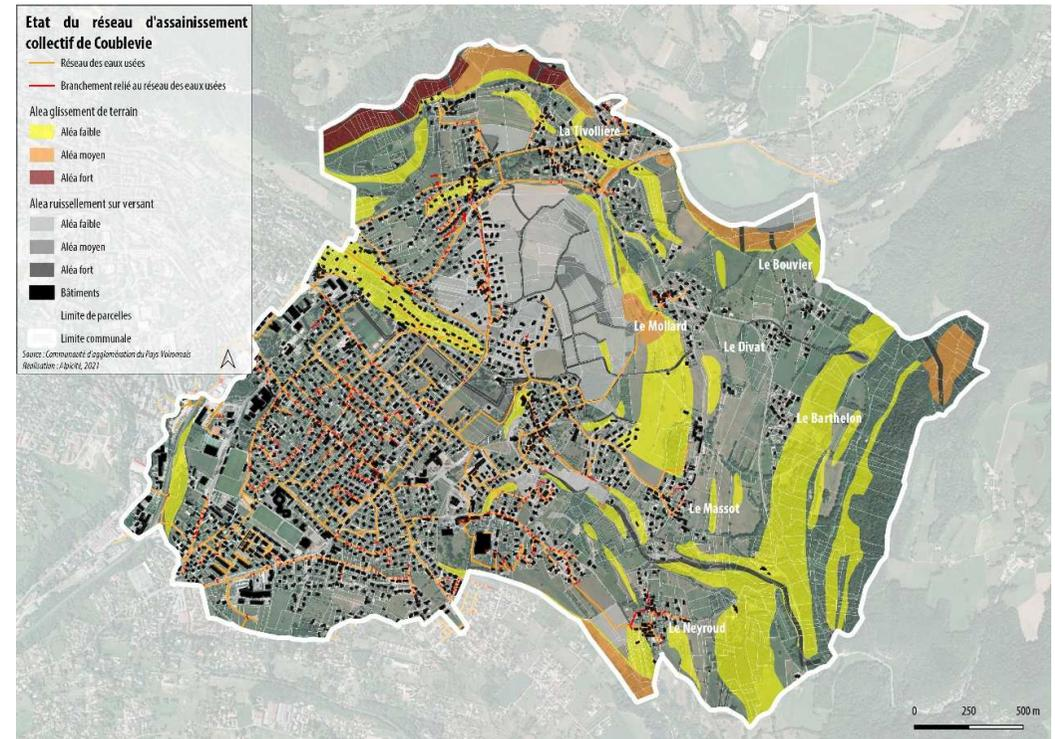 Etat du réseau d'assainissement
collectif de Coublevie
Réseau des eaux usées
Branchement relié au réseau des eaux usées
Alea glissement de terrain
Aléa faible
Aléa moyen
Aléa fort
Alea ruissellement sur versant
Aléa faible
Aléa moyen
Aléa fort
Bâtiments
Limite de parcelles
Limite communale
Source : Communauté d'agglomération du Pays Voironnais
Réalisation : Alpicité, 2021
La Tivollière
Le Bouvier
Le Mollard
Le Divat
Le Barthelon
Le Massot
Le Neyroud
0 250 500 m